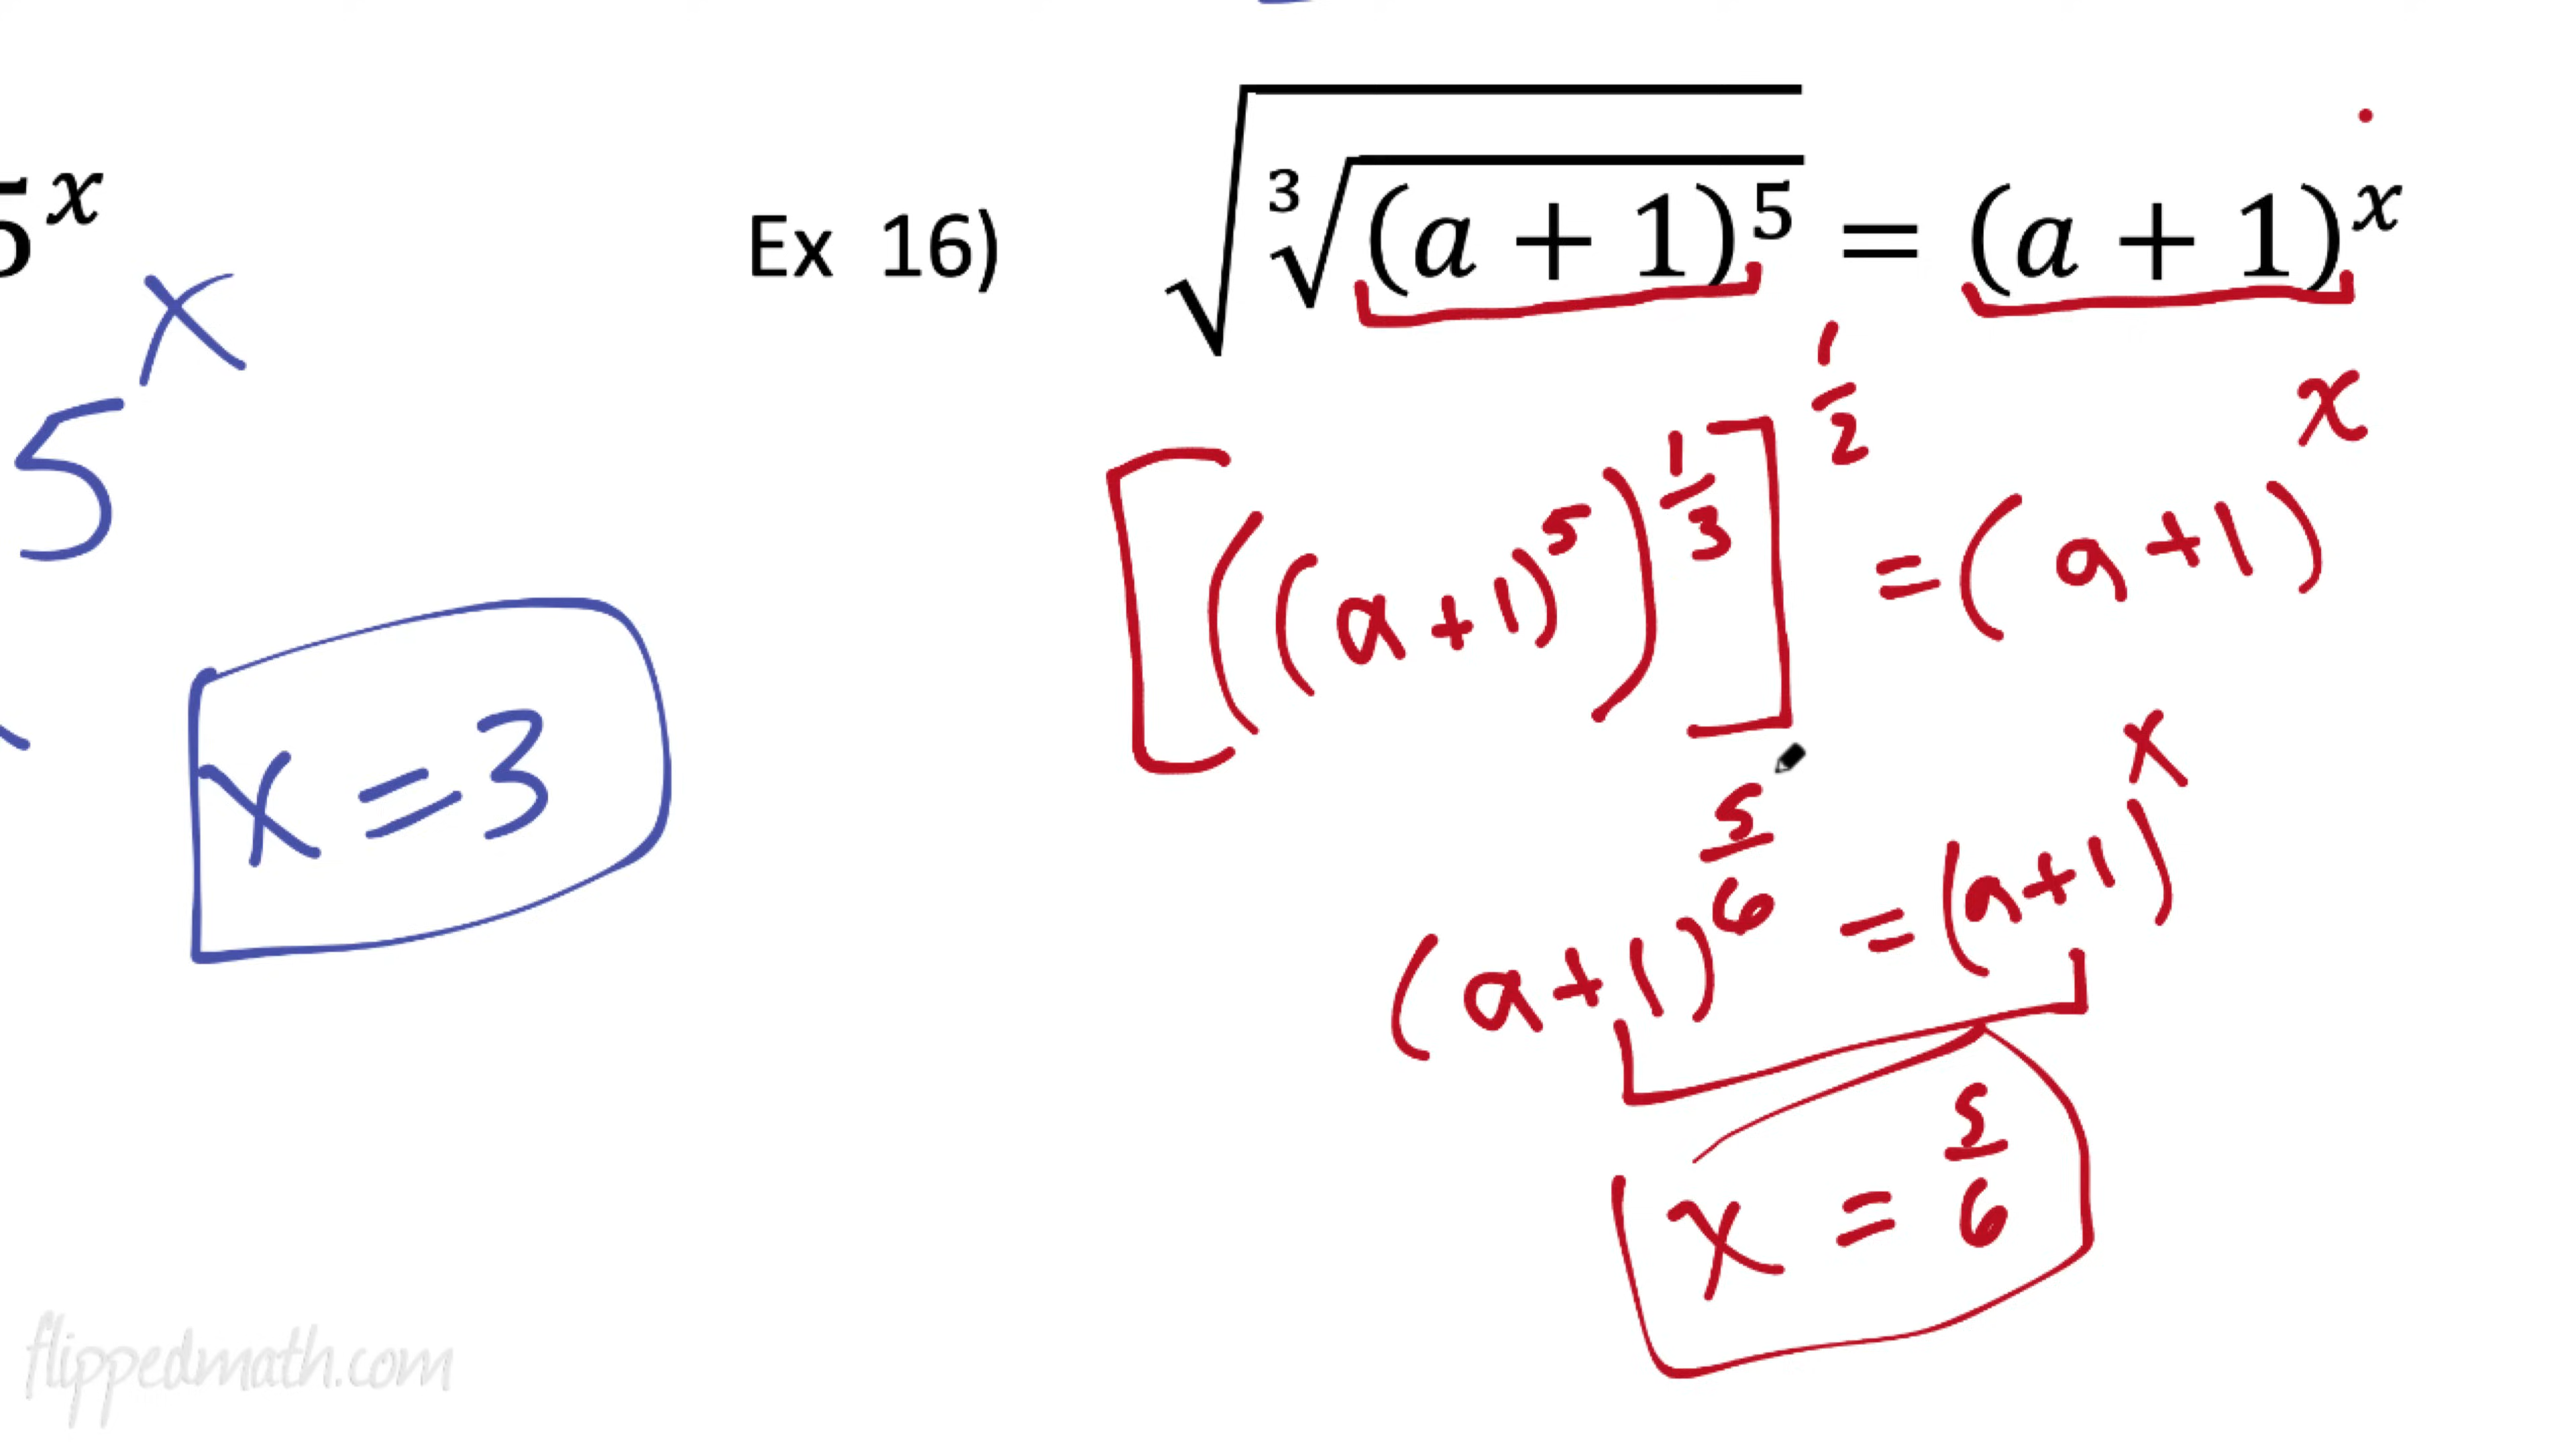 5^x
5^x
x = 3
Ex 16) √(∛((a + 1)^5)) = (a + 1)^x
[((a+1)^5)^(1/3)]^(1/2) = (a+1)^x
(a+1)^(5/6) = (a+1)^x
x = 5/6
flippedmath.com